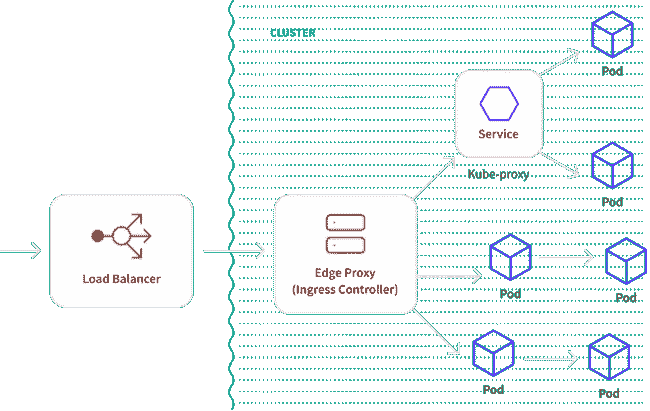 CLUSTER
Pod
Service
Kube-proxy
Pod
Load Balancer
Edge Proxy
(Ingress Controller)
Pod
Pod
Pod
Pod